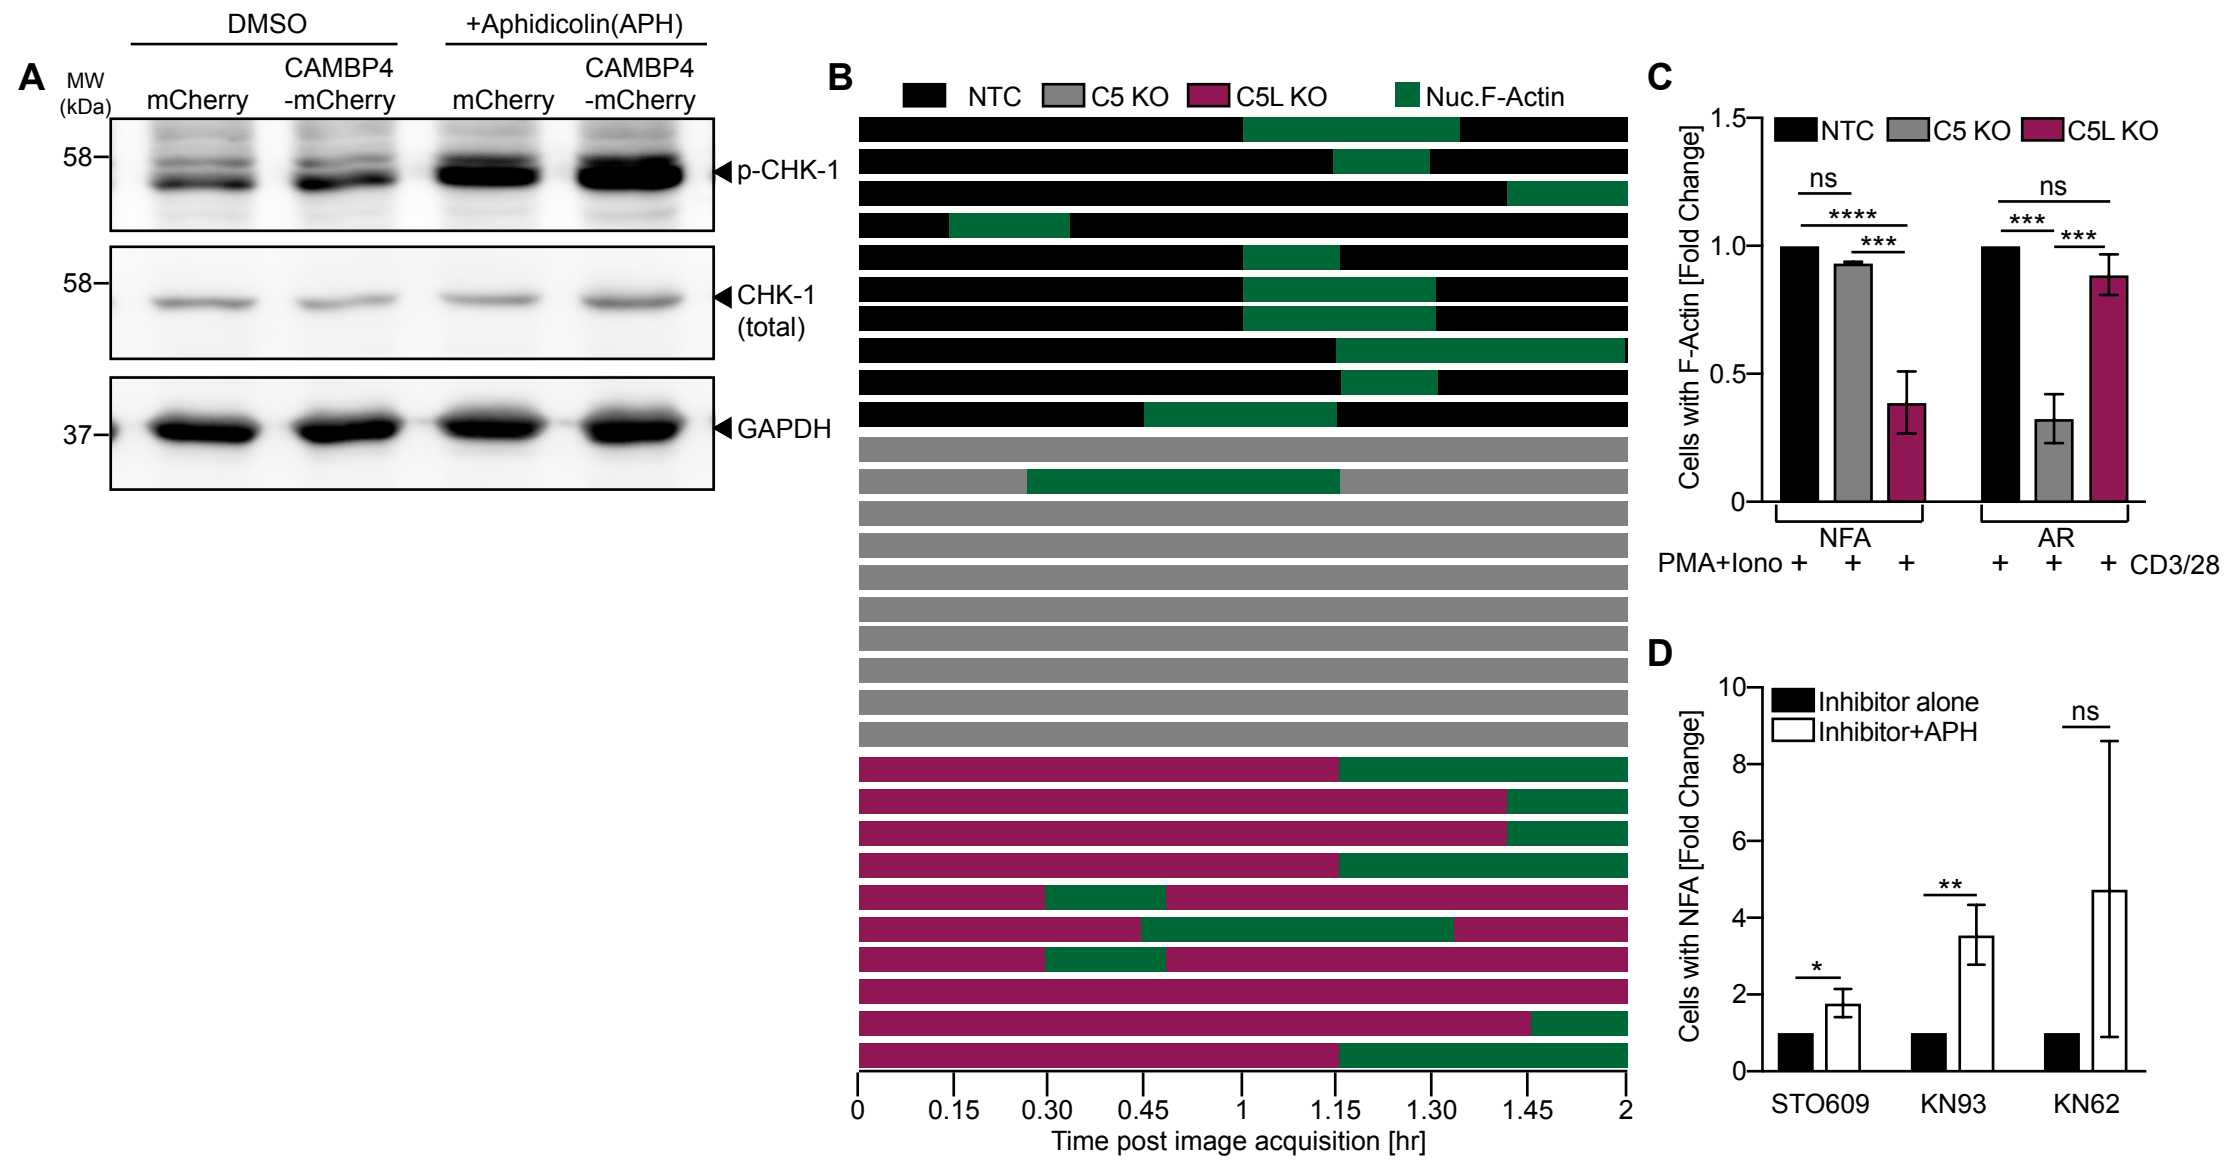 A
DMSO
+Aphidicolin(APH)
MW
(kDa)
mCherry
CAMBP4
-mCherry
mCherry
CAMBP4
-mCherry
58
p-CHK-1
58
CHK-1
(total)
37
GAPDH
B
NTC
C5 KO
C5L KO
Nuc.F-Actin
0
0.15
0.30
0.45
1
1.15
1.30
1.45
2
Time post image acquisition [hr]
C
Cells with F-Actin [Fold Change]
1.5
1.0
0.5
0
NTC
C5 KO
C5L KO
ns
****
***
ns
***
***
NFA
AR
PMA+Iono + + + + + + CD3/28
D
Cells with NFA [Fold Change]
10
8
6
4
2
0
Inhibitor alone
Inhibitor+APH
*
**
ns
STO609
KN93
KN62